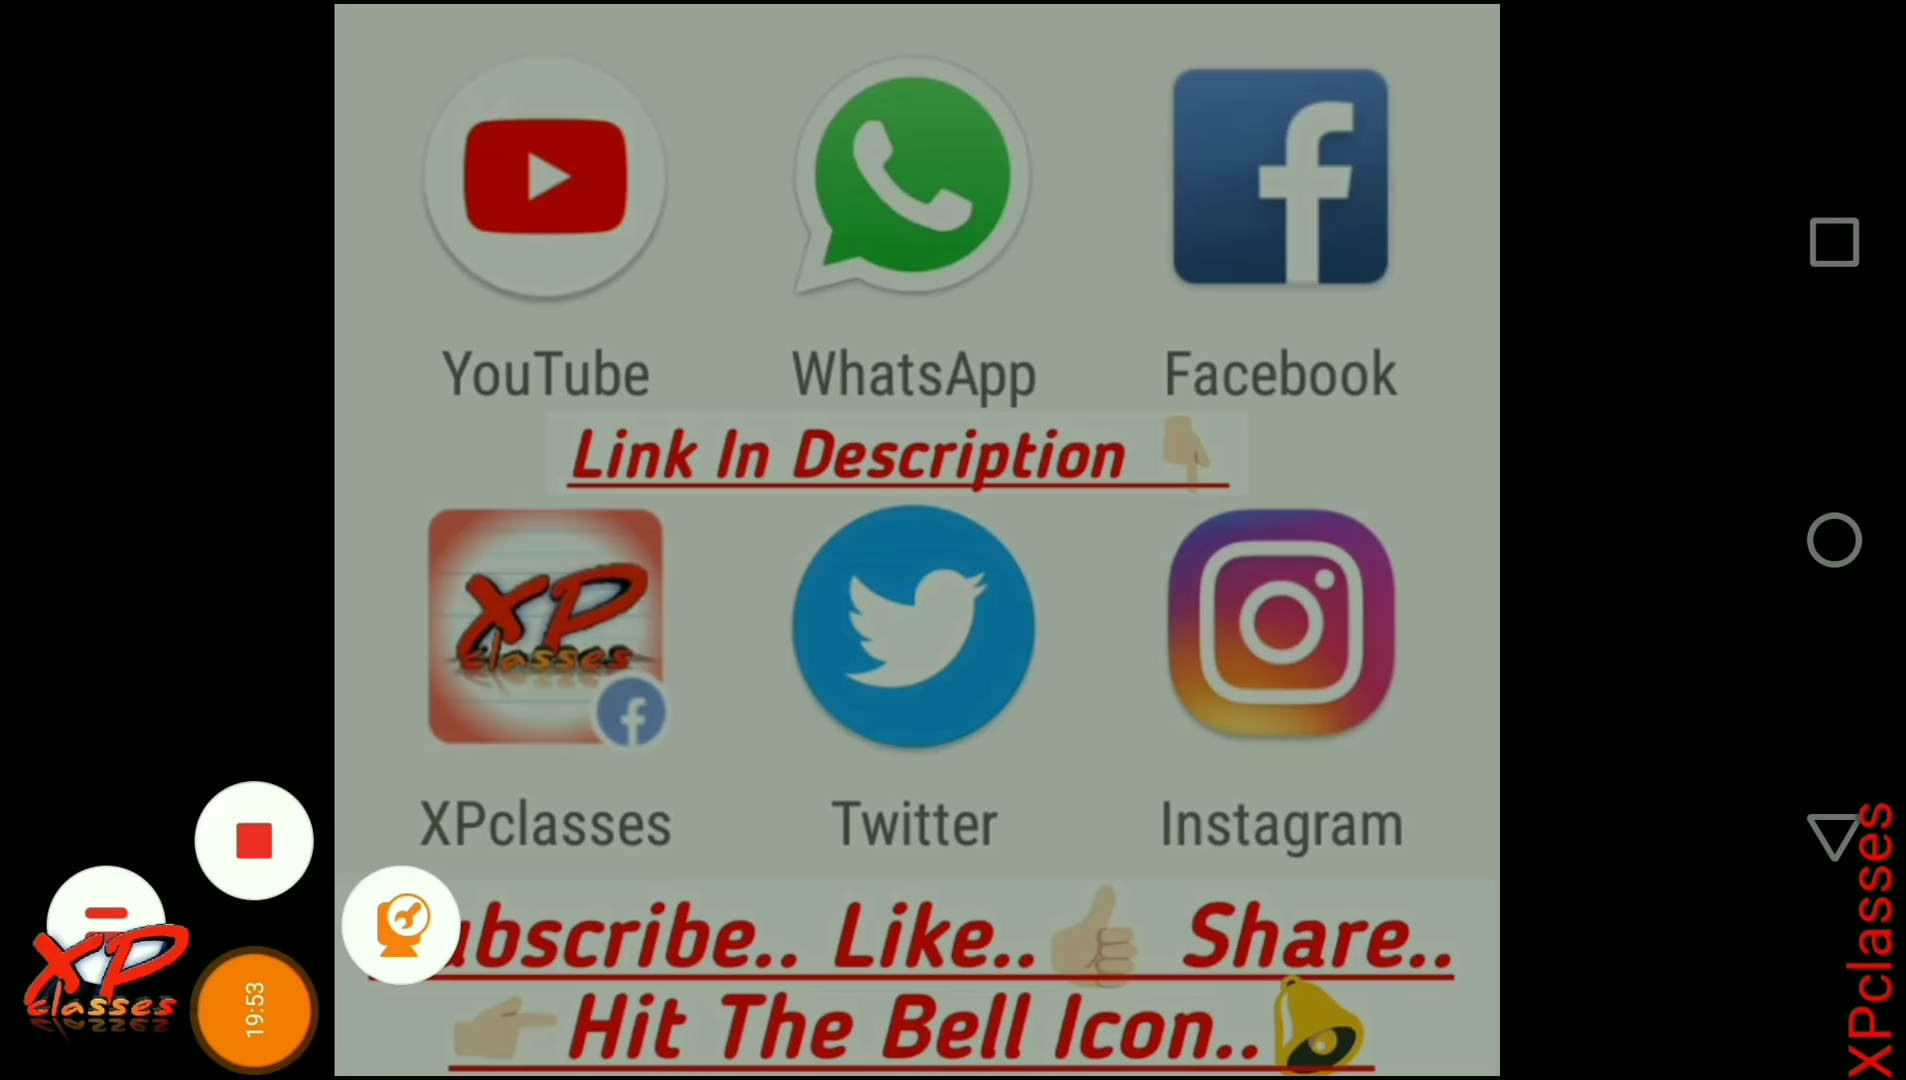 YouTube WhatsApp Facebook
Link In Description
XP
classes
XPclasses Twitter Instagram
ubscribe.. Like.. Share..
Hit The Bell Icon..
XP
classes
19:53
XPclasses